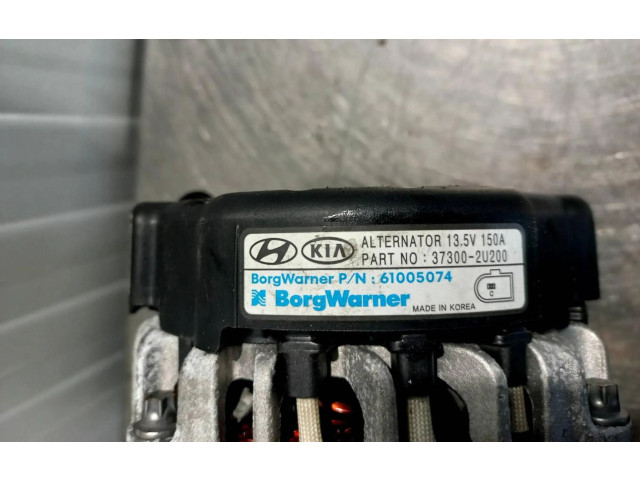 KIA ALTERNATOR 13.5V 150A
PART NO : 37300-2U200
BorgWarner P/N : 61005074
BorgWarner
C
MADE IN KOREA